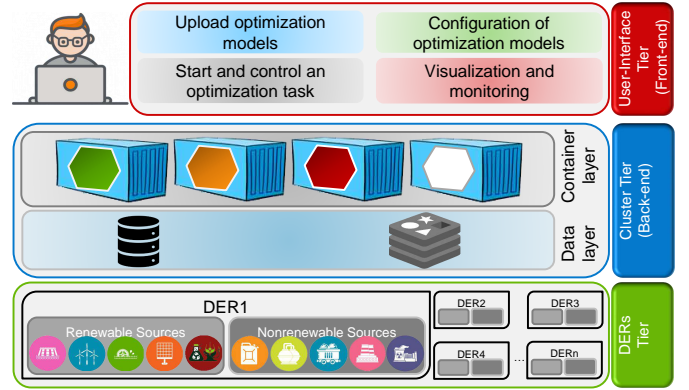 Upload optimization
models
Configuration of
optimization models
Start and control an
optimization task
Visualization and
monitoring
User-Interface
Tier
(Front-end)
Container
layer
Data
layer
Cluster Tier
(Back-end)
DER1
Renewable Sources
Nonrenewable Sources
DER2
DER3
DER4
...
DERn
DERs
Tier